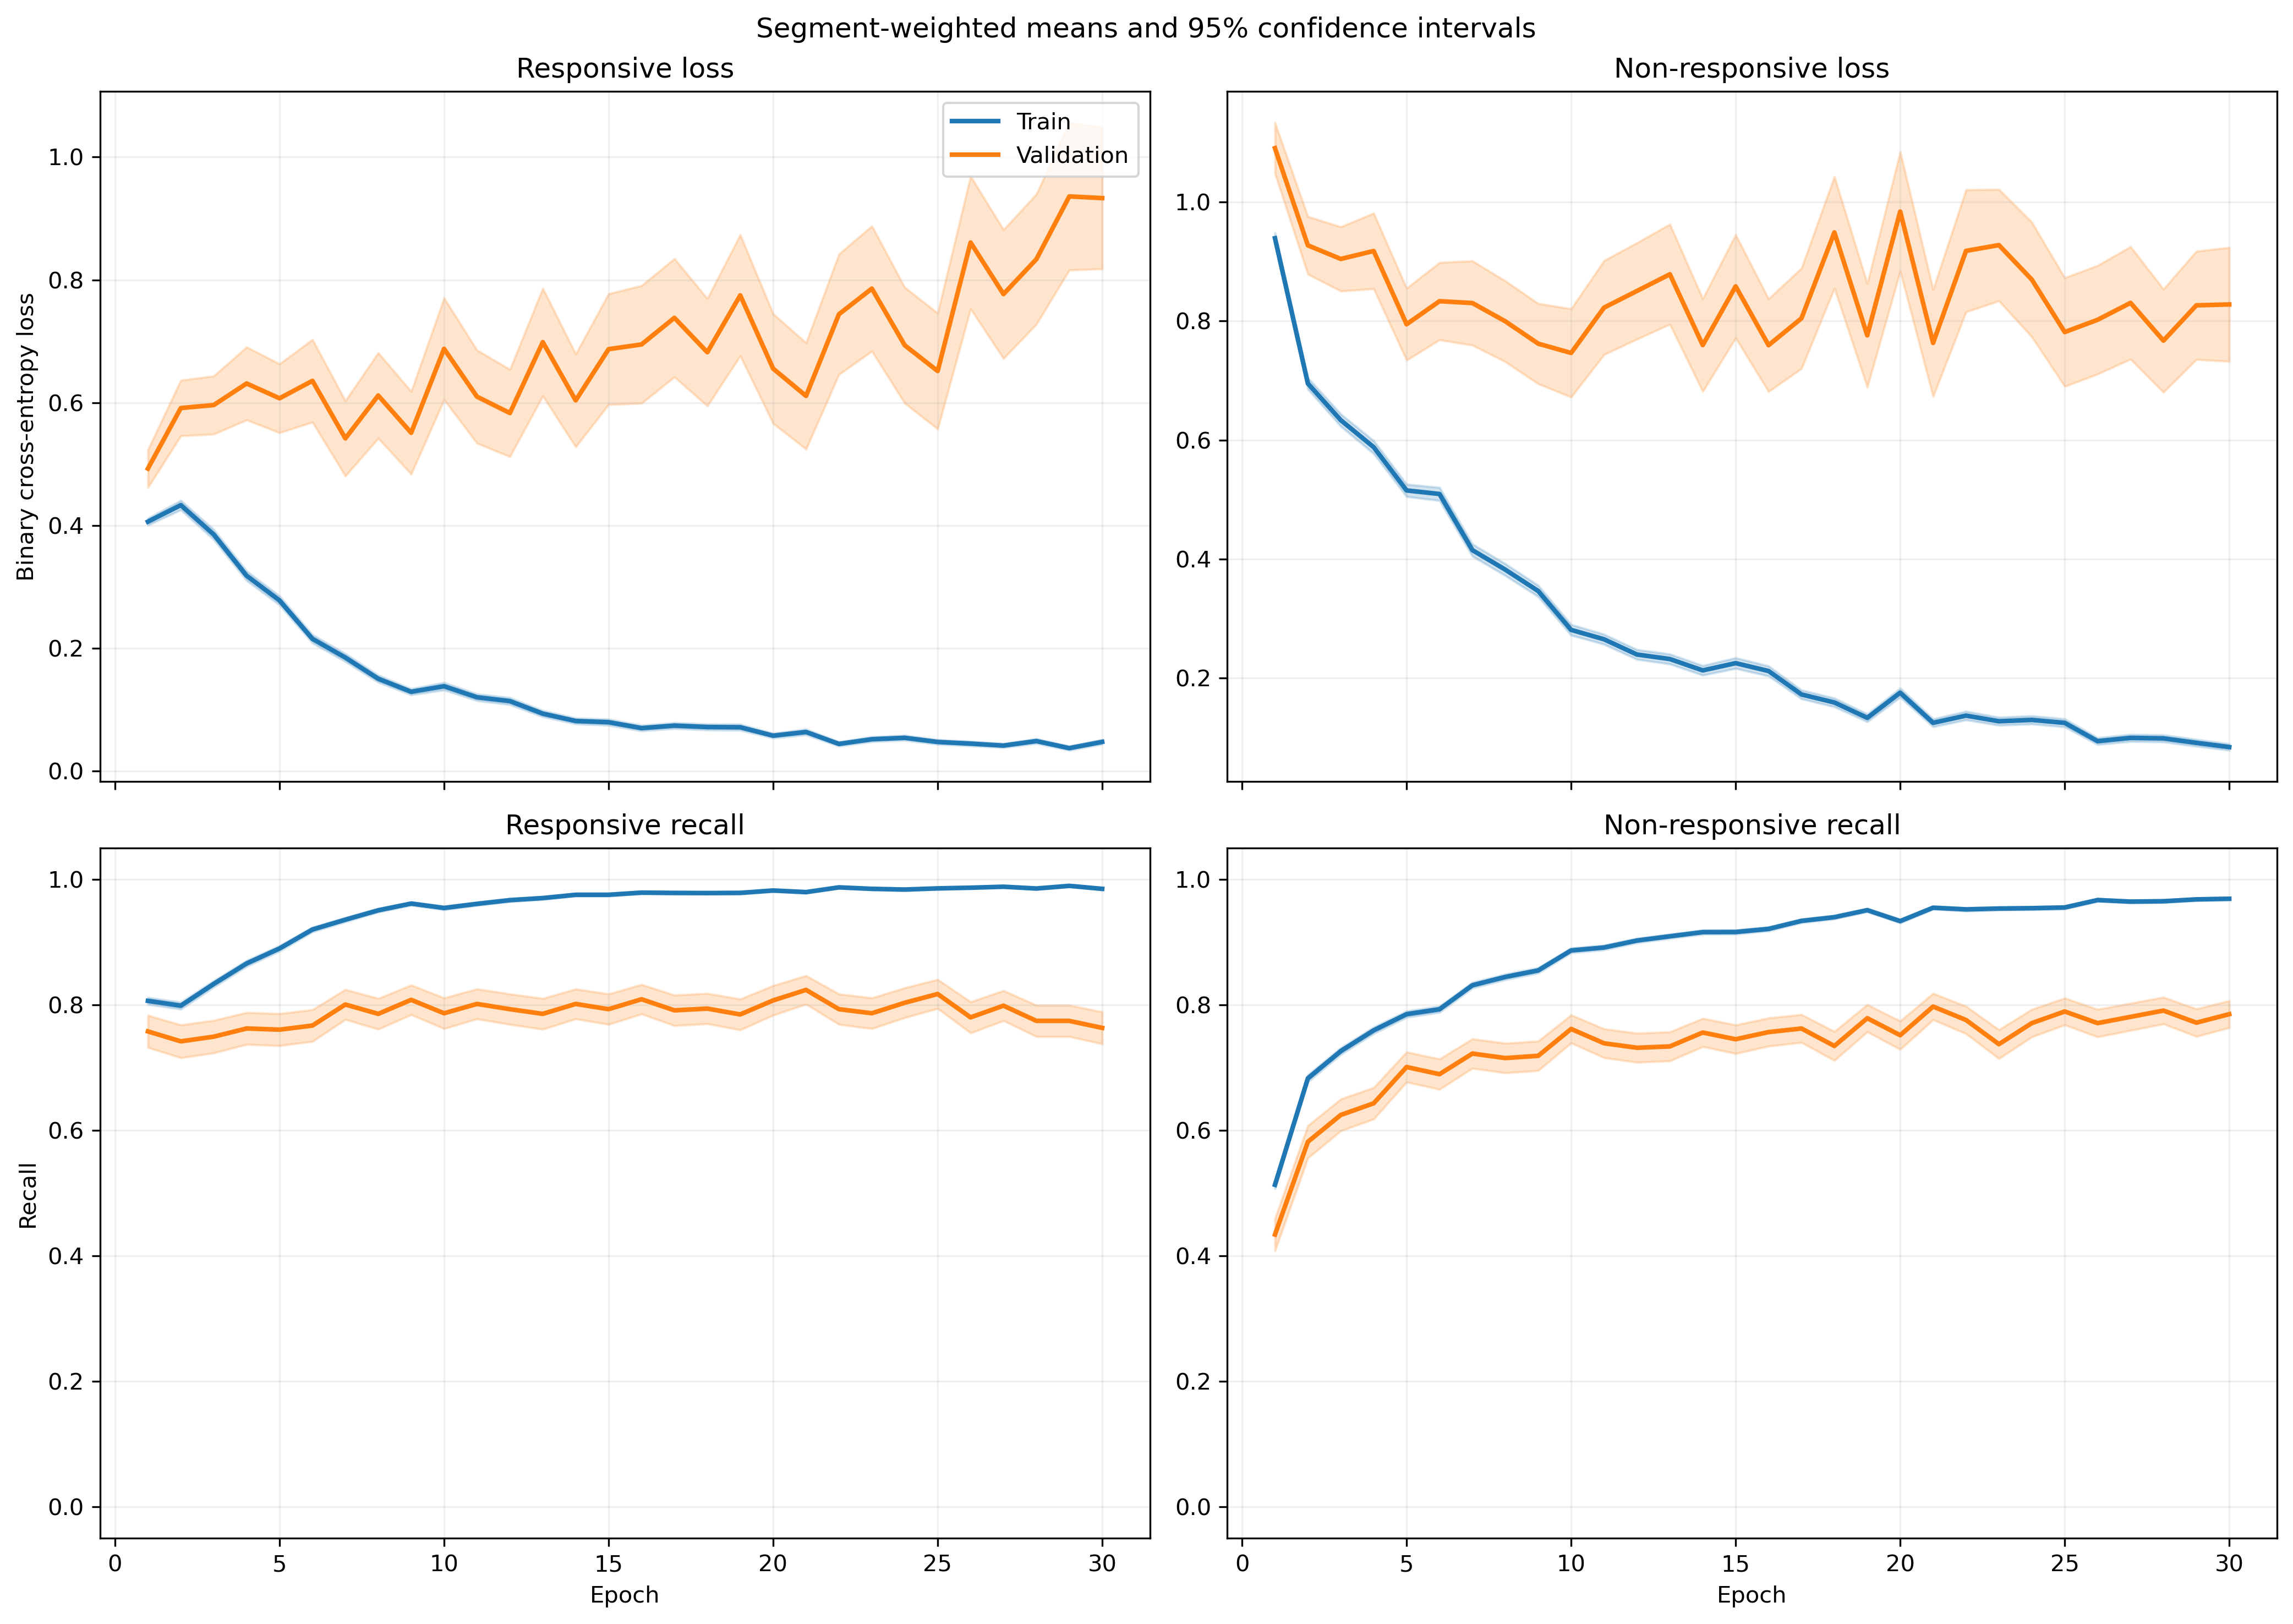 Segment-weighted means and 95% confidence intervals
Responsive loss
Non-responsive loss
Binary cross-entropy loss
1.0
0.8
0.6
0.4
0.2
0.0
Train
Validation
1.0
0.8
0.6
0.4
0.2
Responsive recall
Non-responsive recall
Recall
1.0
0.8
0.6
0.4
0.2
0.0
0 5 10 15 20 25 30
Epoch
1.0
0.8
0.6
0.4
0.2
0.0
0 5 10 15 20 25 30
Epoch